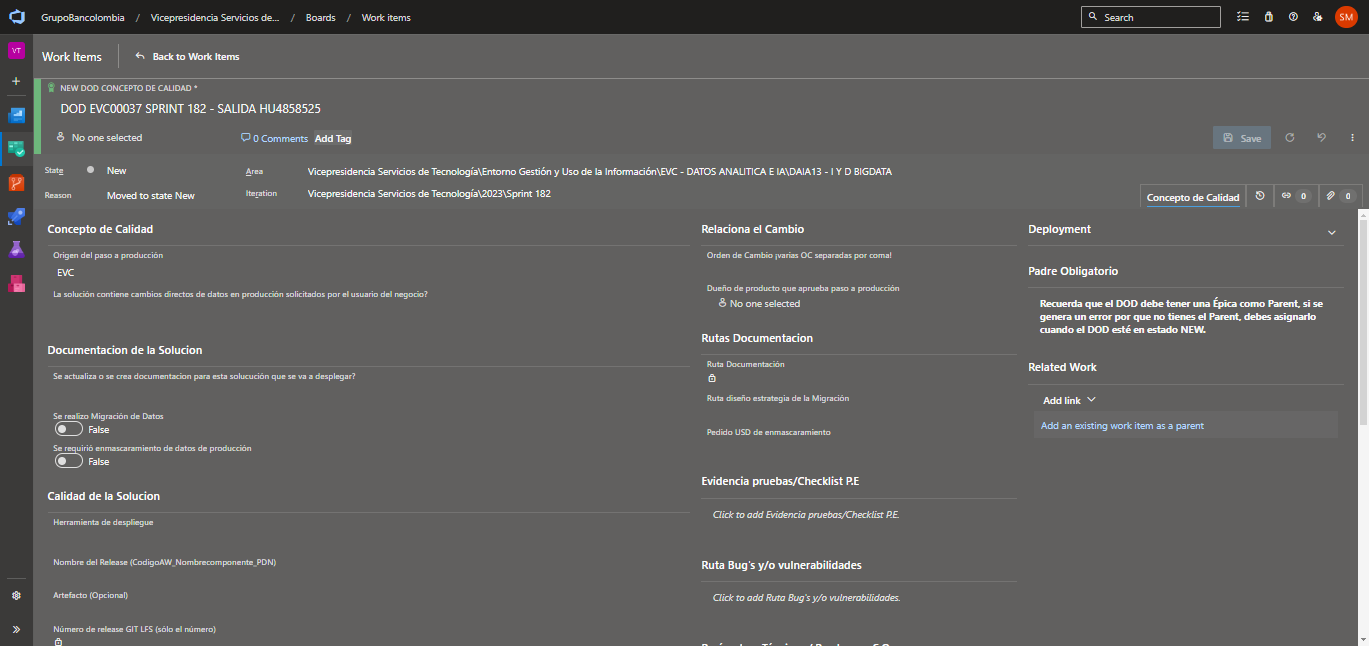 GrupoBancolombia / Vicepresidencia Servicios de... / Boards / Work items
Search
SM
VT
Work Items
Back to Work Items
NEW DOD CONCEPTO DE CALIDAD *
DOD EVC00037 SPRINT 182 - SALIDA HU4858525
No one selected
0 Comments
Add Tag
Save
State
New
Area
Vicepresidencia Servicios de Tecnología\Entorno Gestión y Uso de la Información\EVC - DATOS ANALITICA E IA\DAIA13 - I Y D BIGDATA
Reason
Moved to state New
Iteration
Vicepresidencia Servicios de Tecnología\2023\Sprint 182
Concepto de Calidad
0
0
Concepto de Calidad
Origen del paso a producción
EVC
La solución contiene cambios directos de datos en producción solicitados por el usuario del negocio?
Documentacion de la Solucion
Se actualiza o se crea documentacion para esta solucución que se va a desplegar?
Se realizo Migración de Datos
False
Se requirió enmascaramiento de datos de producción
False
Calidad de la Solucion
Herramienta de despliegue
Nombre del Release (CodigoAW_Nombrecomponente_PDN)
Artefacto (Opcional)
Número de release GIT LFS (sólo el número)
Relaciona el Cambio
Orden de Cambio ¡varias OC separadas por coma!
Dueño de producto que aprueba paso a producción
No one selected
Rutas Documentación
Ruta Documentación
Ruta diseño estrategia de la Migración
Pedido USD de enmascaramiento
Evidencia pruebas/Checklist P.E
Click to add Evidencia pruebas/Checklist P.E.
Ruta Bug's y/o vulnerabilidades
Click to add Ruta Bug's y/o vulnerabilidades.
Deployment
Padre Obligatorio
Recuerda que el DOD debe tener una Épica como Parent, si se
genera un error por que no tienes el Parent, debes asignarlo
cuando el DOD esté en estado NEW.
Related Work
Add link
Add an existing work item as a parent